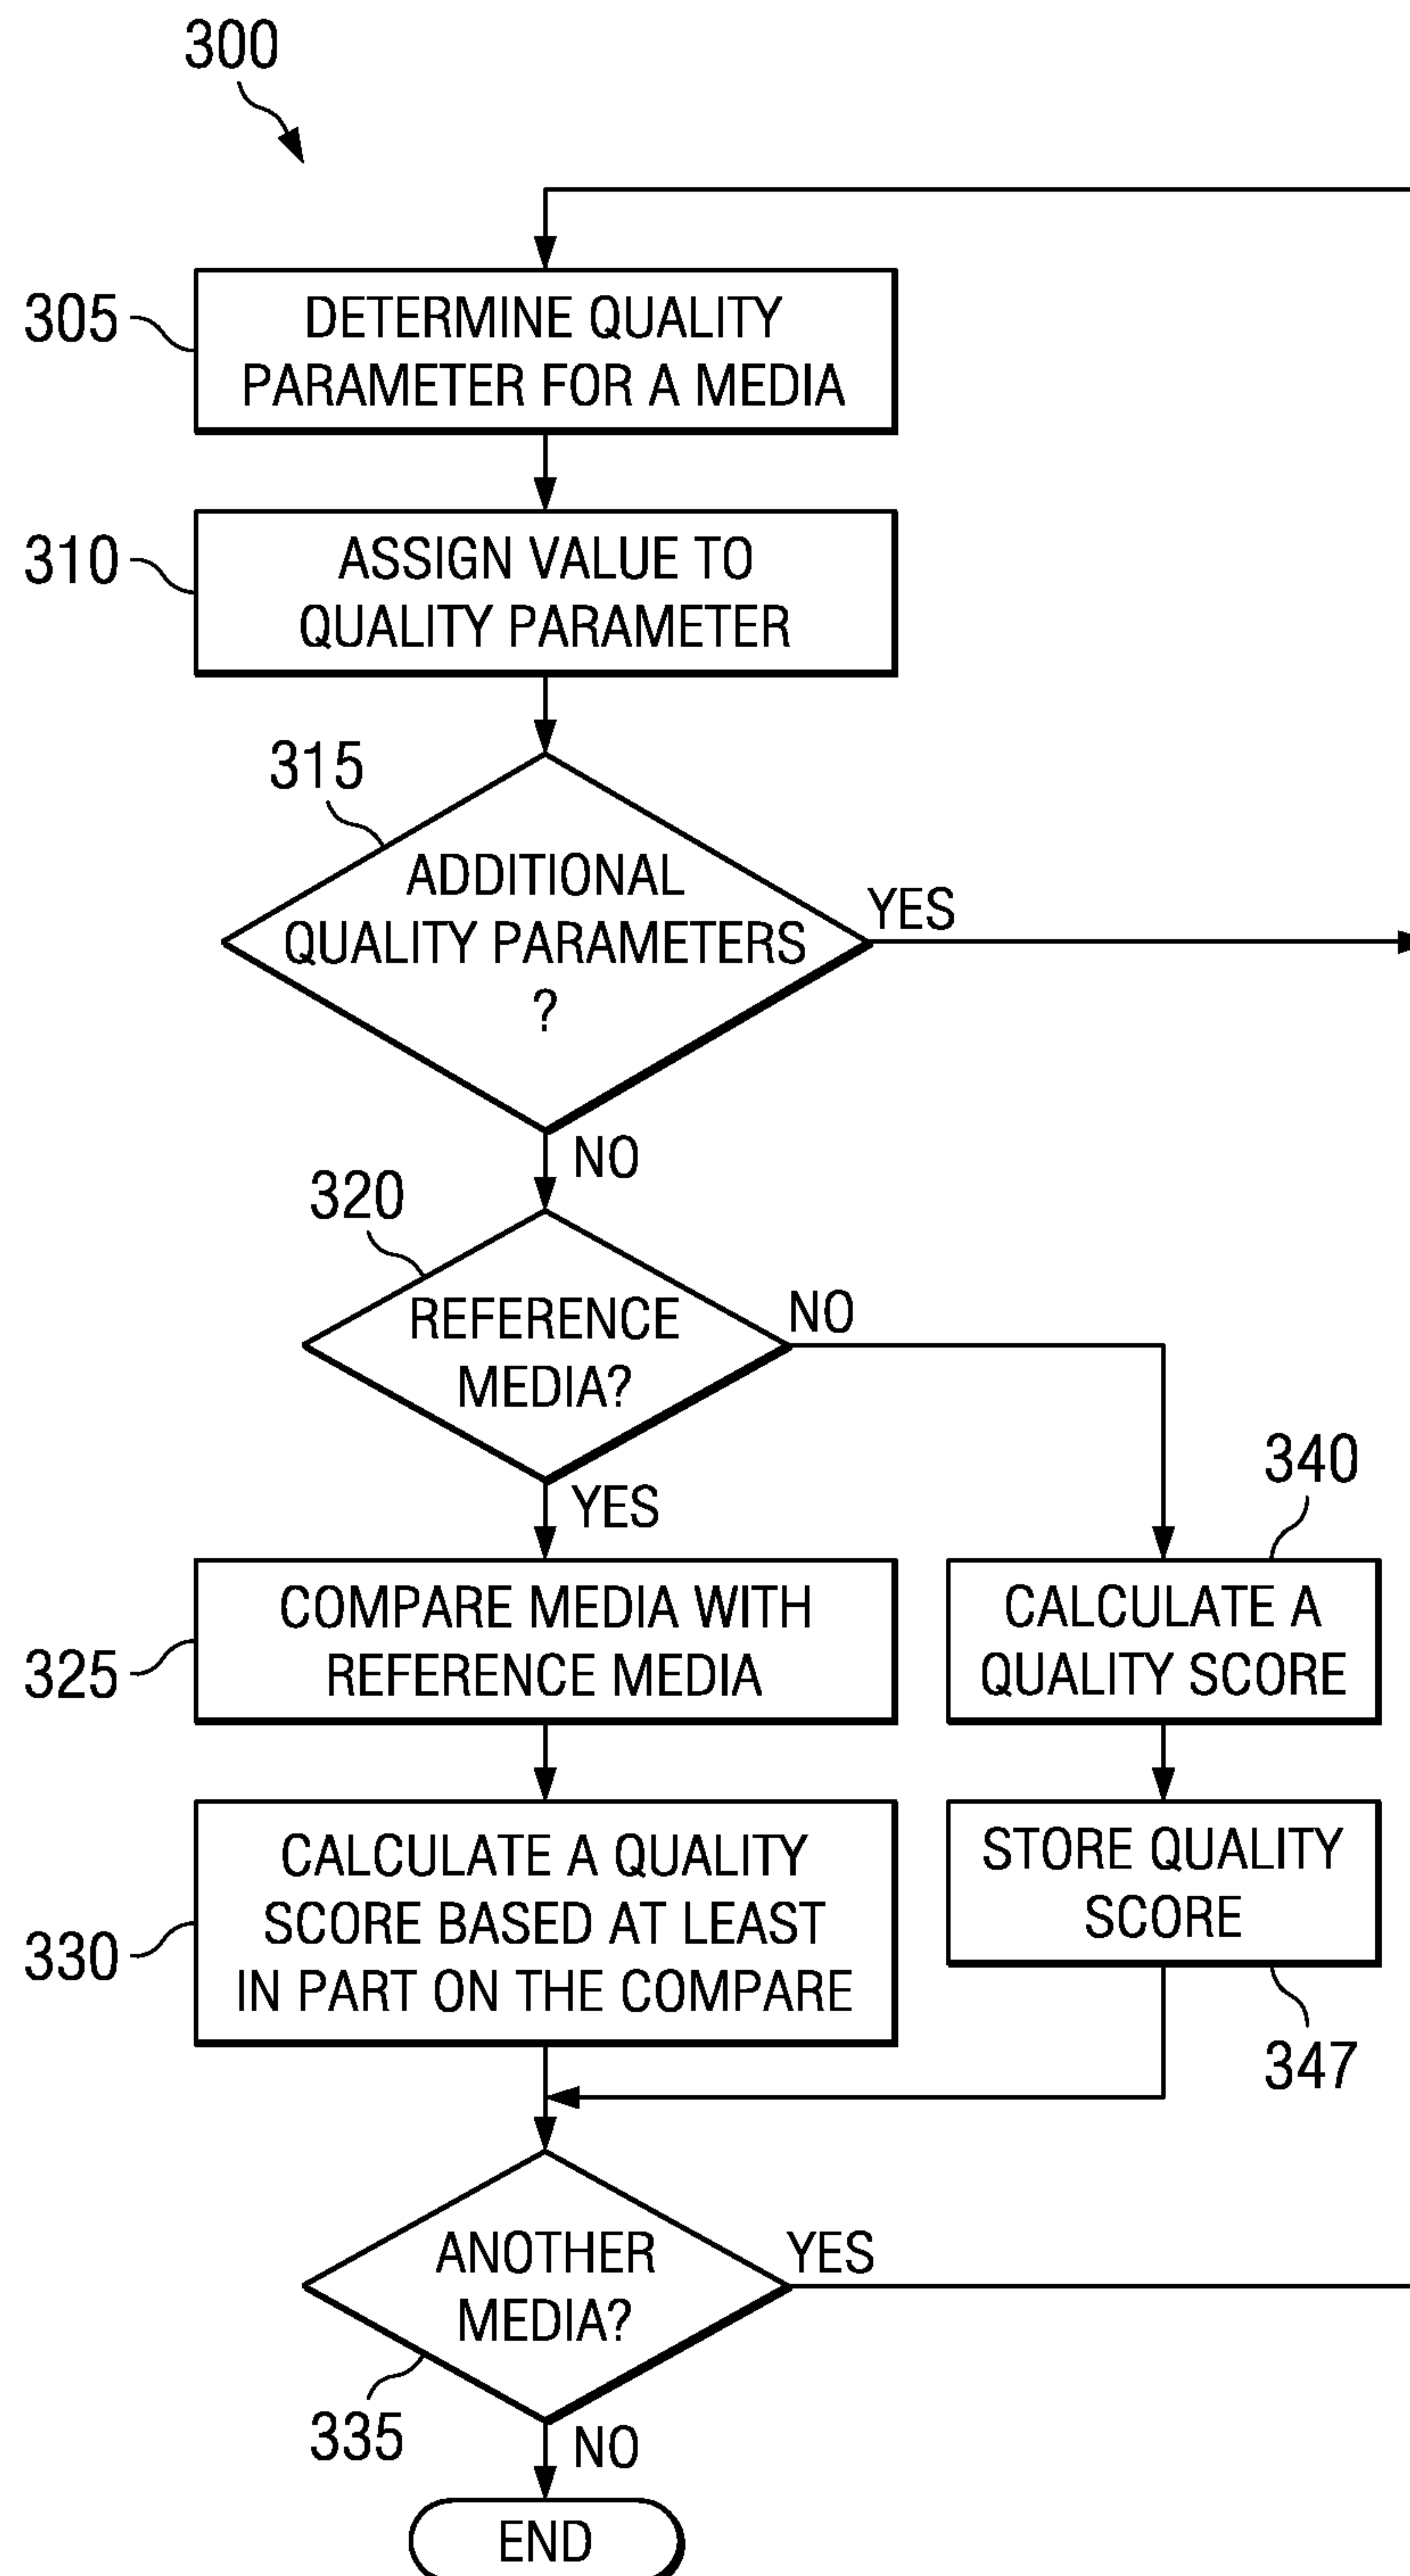 300
305
DETERMINE QUALITY
PARAMETER FOR A MEDIA
310
ASSIGN VALUE TO
QUALITY PARAMETER
315
ADDITIONAL
QUALITY PARAMETERS
?
YES
NO
320
REFERENCE
MEDIA?
NO
YES
325
COMPARE MEDIA WITH
REFERENCE MEDIA
340
CALCULATE A
QUALITY SCORE
330
CALCULATE A QUALITY
SCORE BASED AT LEAST
IN PART ON THE COMPARE
STORE QUALITY
SCORE
347
ANOTHER
MEDIA?
YES
335
NO
END